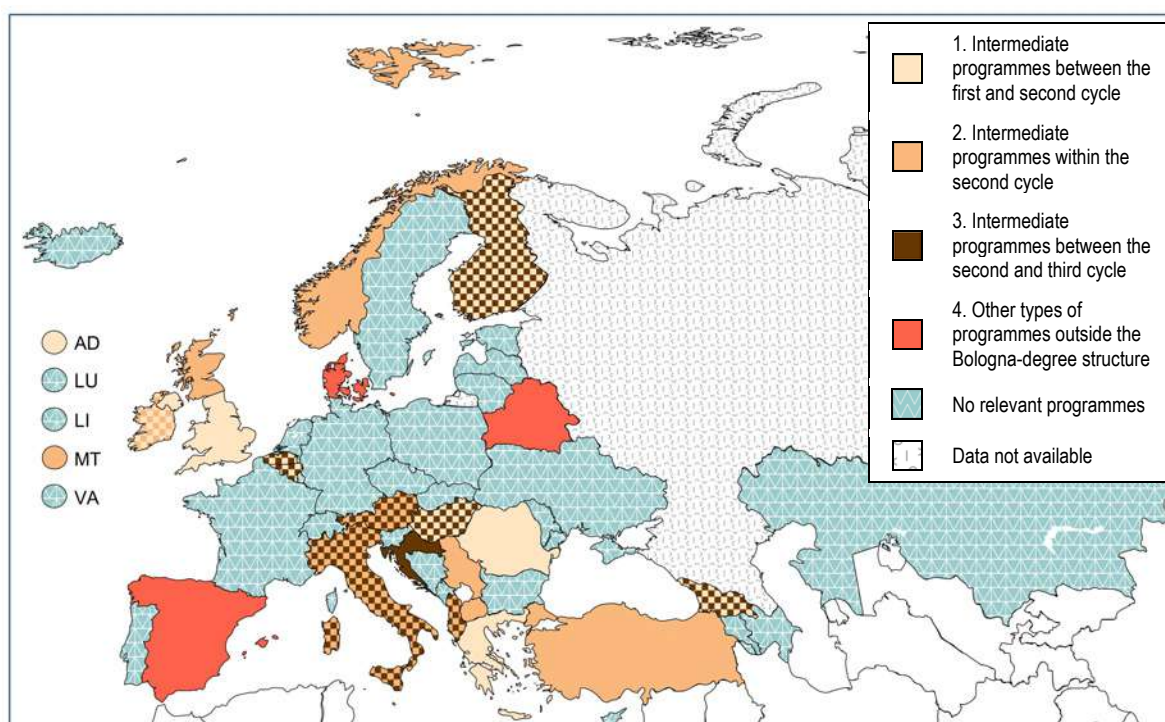 1. Intermediate
programmes between the
first and second cycle
2. Intermediate
programmes within the
second cycle
3. Intermediate
programmes between the
second and third cycle
4. Other types of
programmes outside the
Bologna-degree structure
No relevant programmes
Data not available
AD
LU
LI
MT
VA